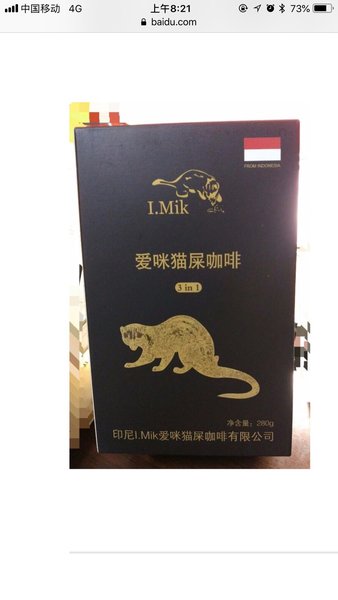 中国移动 4G 上午8:21 73%
baidu.com
FROM INDONESIA
I.Mik
爱咪猫屎咖啡
3 in 1
净含量：280g
印尼I.Mik爱咪猫屎咖啡有限公司